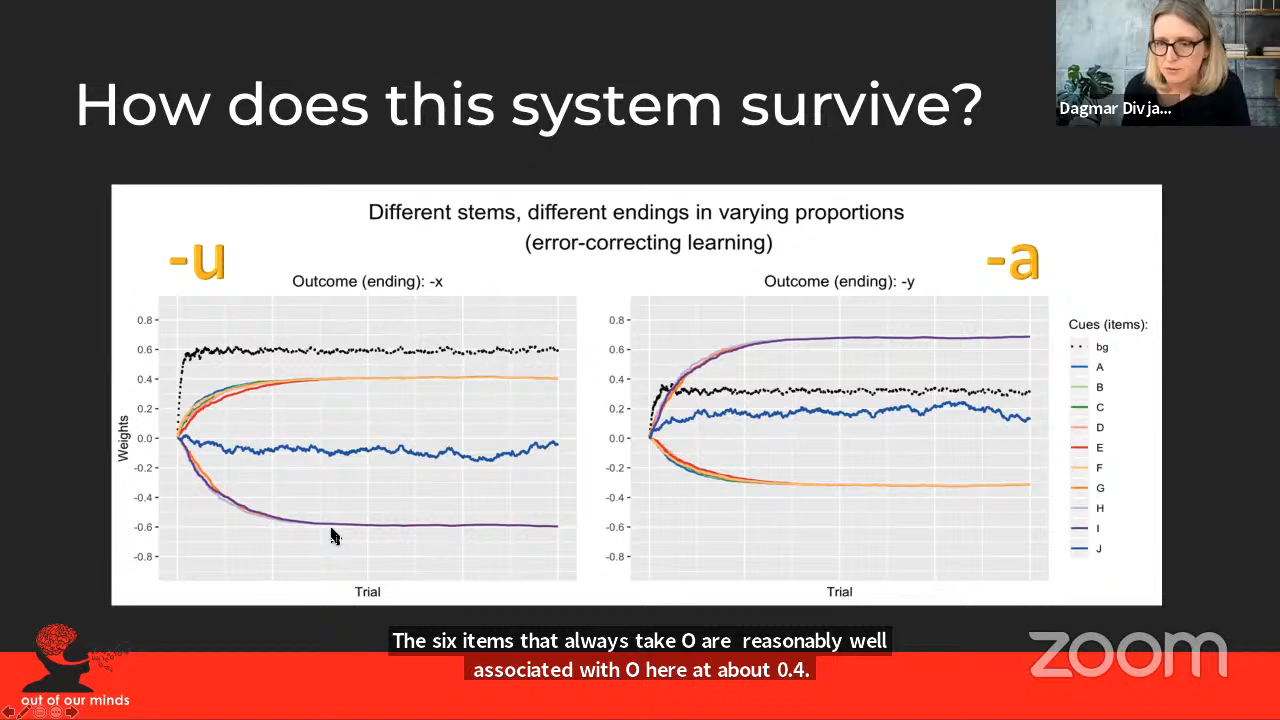 How does this system survive?
Dagmar Divja...
Different stems, different endings in varying proportions
(error-correcting learning)
-u
-a
Outcome (ending): -x
Outcome (ending): -y
Weights
0.8
0.6
0.4
0.2
0.0
-0.2
-0.4
-0.6
-0.8
Trial
0.8
0.6
0.4
0.2
0.0
-0.2
-0.4
-0.6
-0.8
Trial
Cues (items):
bg
A
B
C
D
E
F
G
H
I
J
The six items that always take O are reasonably well
associated with O here at about 0.4.
out of our minds
zoom